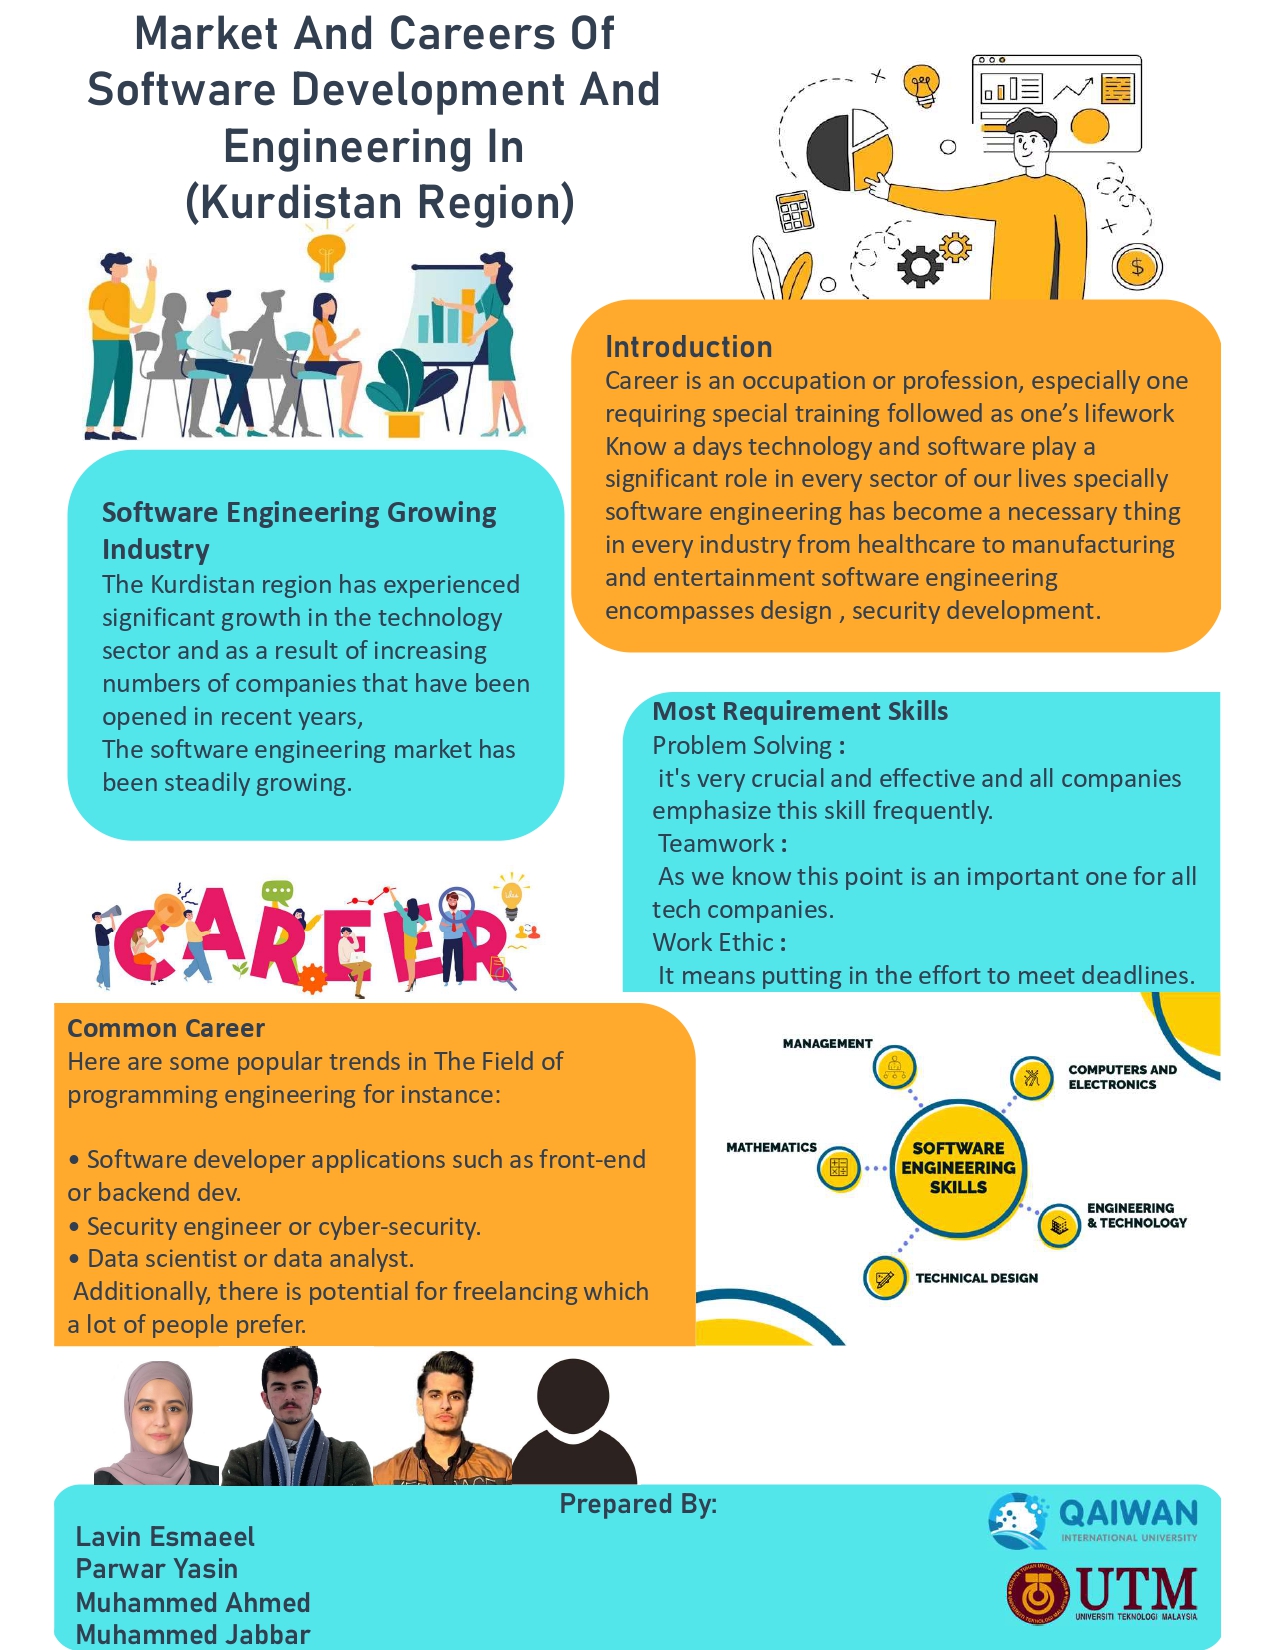 Market And Careers Of
Software Development And
Engineering In
(Kurdistan Region)
$
Introduction
Career is an occupation or profession, especially one
requiring special training followed as one’s lifework
Know a days technology and software play a
significant role in every sector of our lives specially
software engineering has become a necessary thing
in every industry from healthcare to manufacturing
and entertainment software engineering
encompasses design , security development.
Software Engineering Growing
Industry
The Kurdistan region has experienced
significant growth in the technology
sector and as a result of increasing
numbers of companies that have been
opened in recent years,
The software engineering market has
been steadily growing.
Most Requirement Skills
Problem Solving :
it's very crucial and effective and all companies
emphasize this skill frequently.
Teamwork :
As we know this point is an important one for all
tech companies.
Work Ethic :
It means putting in the effort to meet deadlines.
CAREER
idea
Common Career
Here are some popular trends in The Field of
programming engineering for instance:
• Software developer applications such as front-end
or backend dev.
• Security engineer or cyber-security.
• Data scientist or data analyst.
Additionally, there is potential for freelancing which
a lot of people prefer.
MANAGEMENT
COMPUTERS AND
ELECTRONICS
MATHEMATICS
SOFTWARE
ENGINEERING
SKILLS
ENGINEERING
& TECHNOLOGY
TECHNICAL DESIGN
Prepared By:
Lavin Esmaeel
Parwar Yasin
Muhammed Ahmed
Muhammed Jabbar
QAIWAN
INTERNATIONAL UNIVERSITY
UTM
UNIVERSITI TEKNOLOGI MALAYSIA